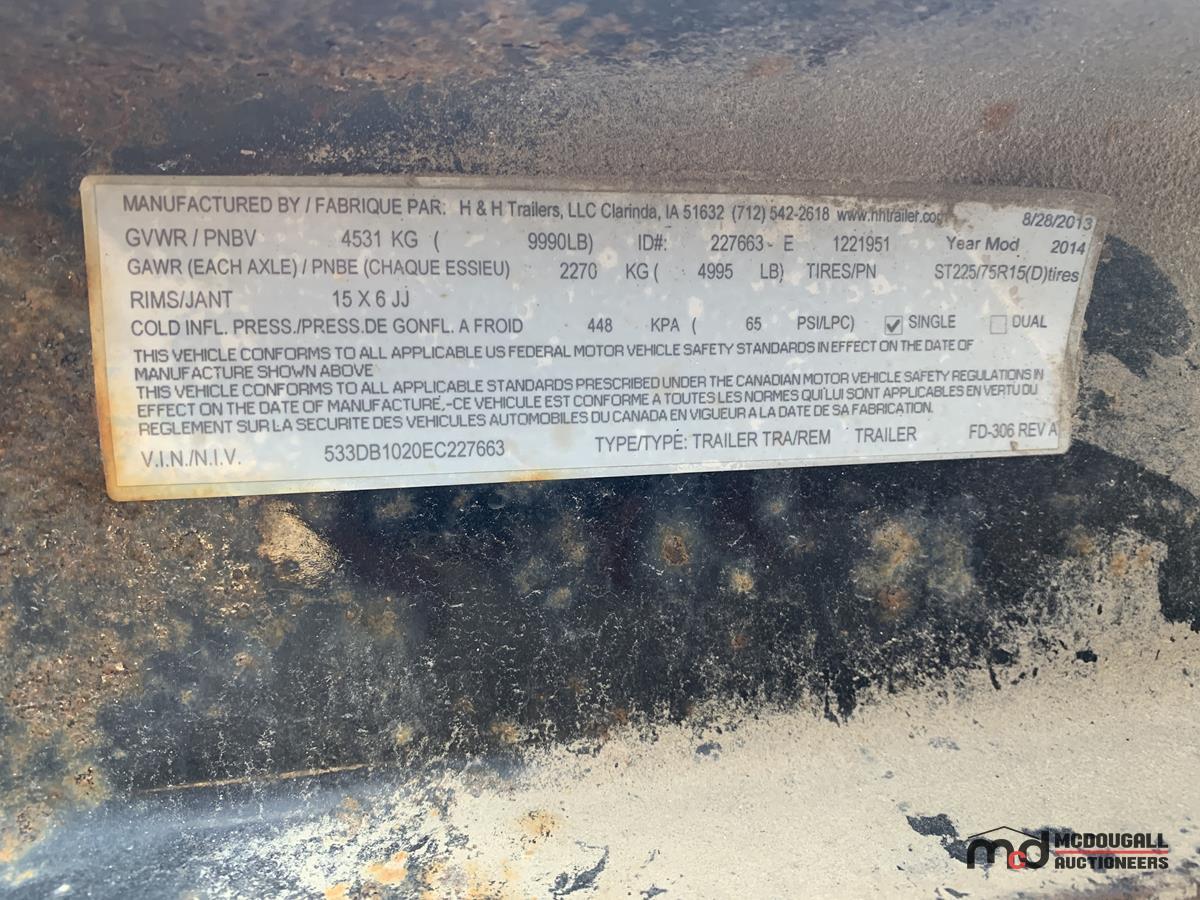 MANUFACTURED BY / FABRIQUE PAR: H & H Trailers, LLC Clarinda, IA 51632 (712) 542-2618 www.hhtrailer.com 8/28/2013
GVWR / PNBV 4531 KG ( 9990LB) ID#: 227663 - E 1221951 Year Mod 2014
GAWR (EACH AXLE) / PNBE (CHAQUE ESSIEU) 2270 KG ( 4995 LB) TIRES/PN ST225/75R15(D)tires
RIMS/JANT 15 X 6 JJ
COLD INFL. PRESS./PRESS.DE GONFL. A FROID 448 KPA ( 65 PSI/LPC) SINGLE DUAL
THIS VEHICLE CONFORMS TO ALL APPLICABLE US FEDERAL MOTOR VEHICLE SAFETY STANDARDS IN EFFECT ON THE DATE OF
MANUFACTURE SHOWN ABOVE
THIS VEHICLE CONFORMS TO ALL APPLICABLE STANDARDS PRESCRIBED UNDER THE CANADIAN MOTOR VEHICLE SAFETY REGULATIONS IN
EFFECT ON THE DATE OF MANUFACTURE,-CE VEHICULE EST CONFORME A TOUTES LES NORMES QUI LUI SONT APPLICABLES EN VERTU DU
REGLEMENT SUR LA SECURITE DES VEHICULES AUTOMOBILES DU CANADA EN VIGUEUR A LA DATE DE SA FABRICATION.
V.I.N./N.I.V. 533DB1020EC227663 TYPE/TYPE: TRAILER TRA/REM TRAILER FD-306 REV A
mcd MCDOUGALL
AUCTIONEERS